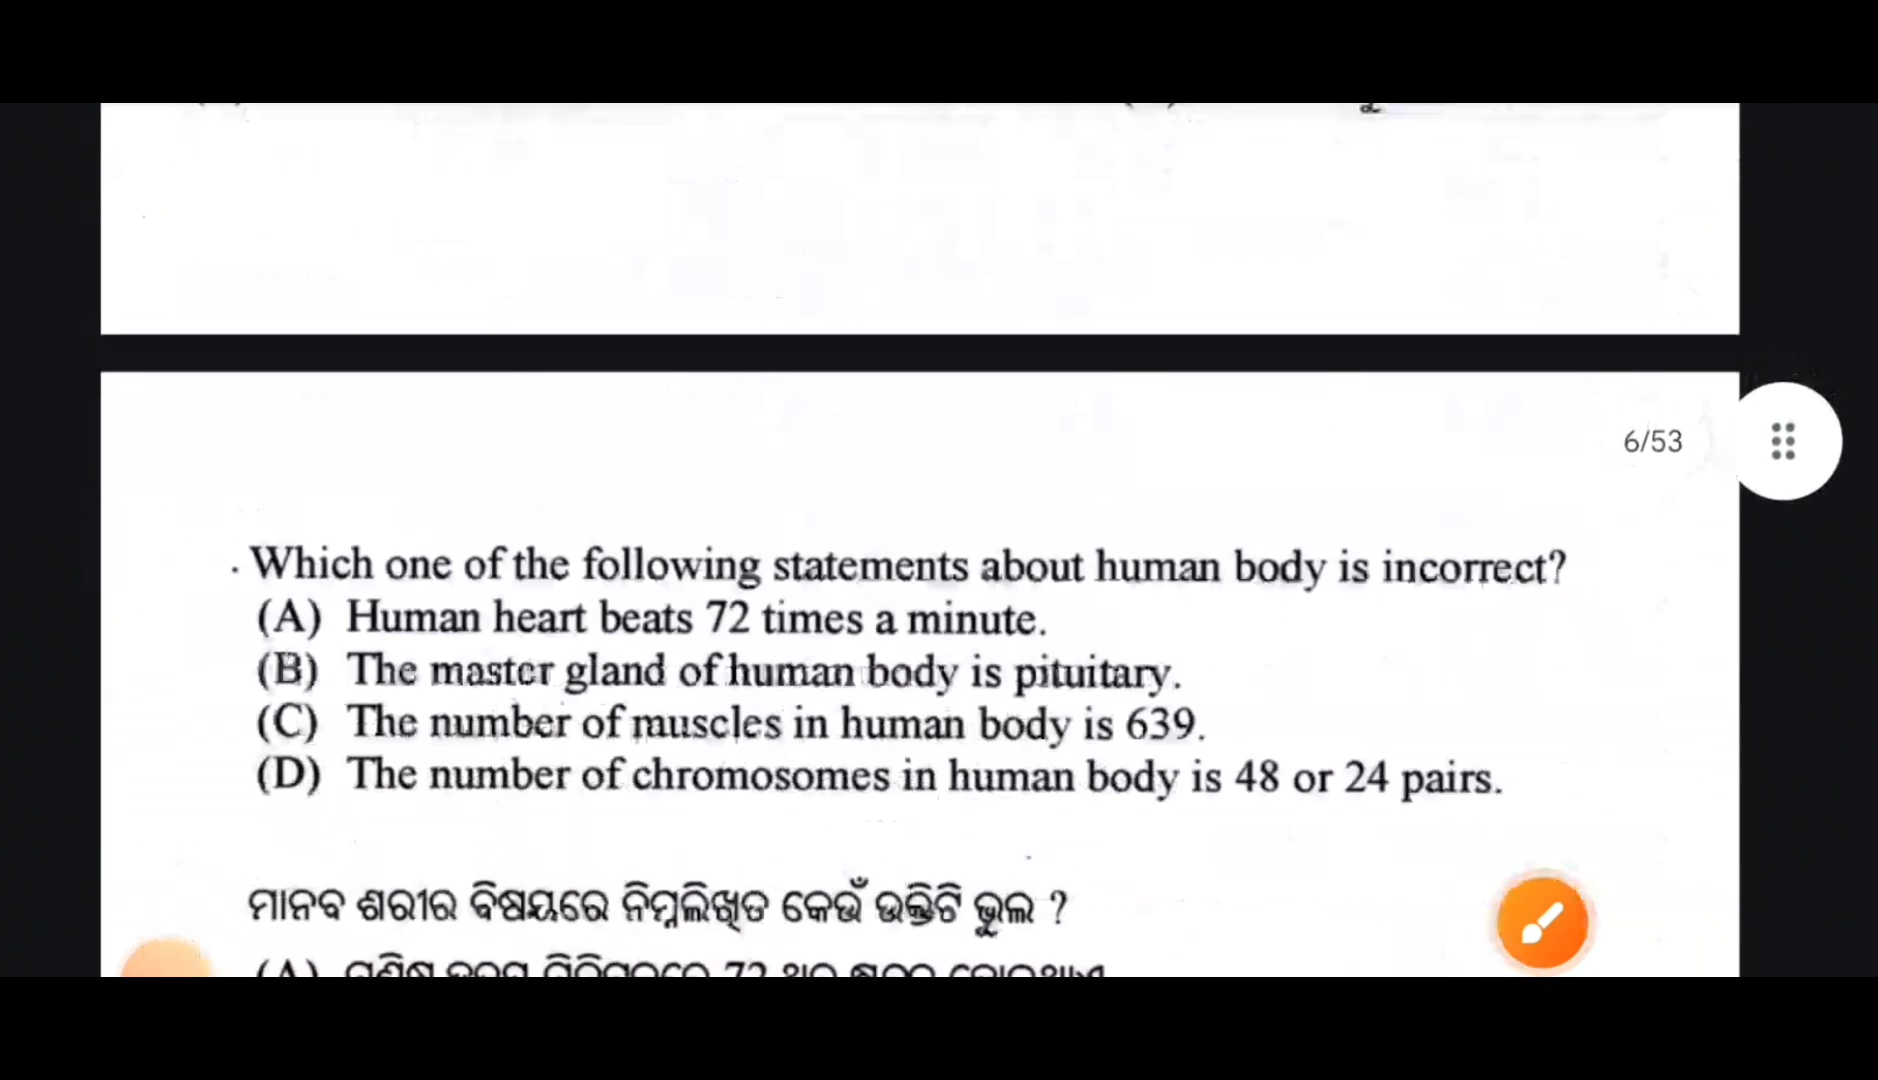 6/53
. Which one of the following statements about human body is incorrect?
(A) Human heart beats 72 times a minute.
(B) The master gland of human body is pituitary.
(C) The number of muscles in human body is 639.
(D) The number of chromosomes in human body is 48 or 24 pairs.
ମାନବ ଶରୀର ବିଷୟରେ ନିମ୍ନଲିଖିତ କେଉଁ ଉକ୍ତିଟି ଭୁଲ ?
(A) 72 ଥର